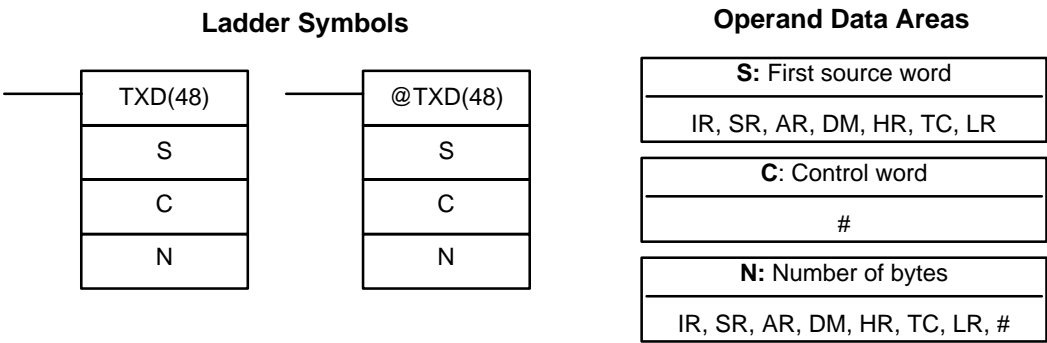 Ladder Symbols
TXD(48)
S
C
N
@TXD(48)
S
C
N
Operand Data Areas
S: First source word
IR, SR, AR, DM, HR, TC, LR
C: Control word
#
N: Number of bytes
IR, SR, AR, DM, HR, TC, LR, #